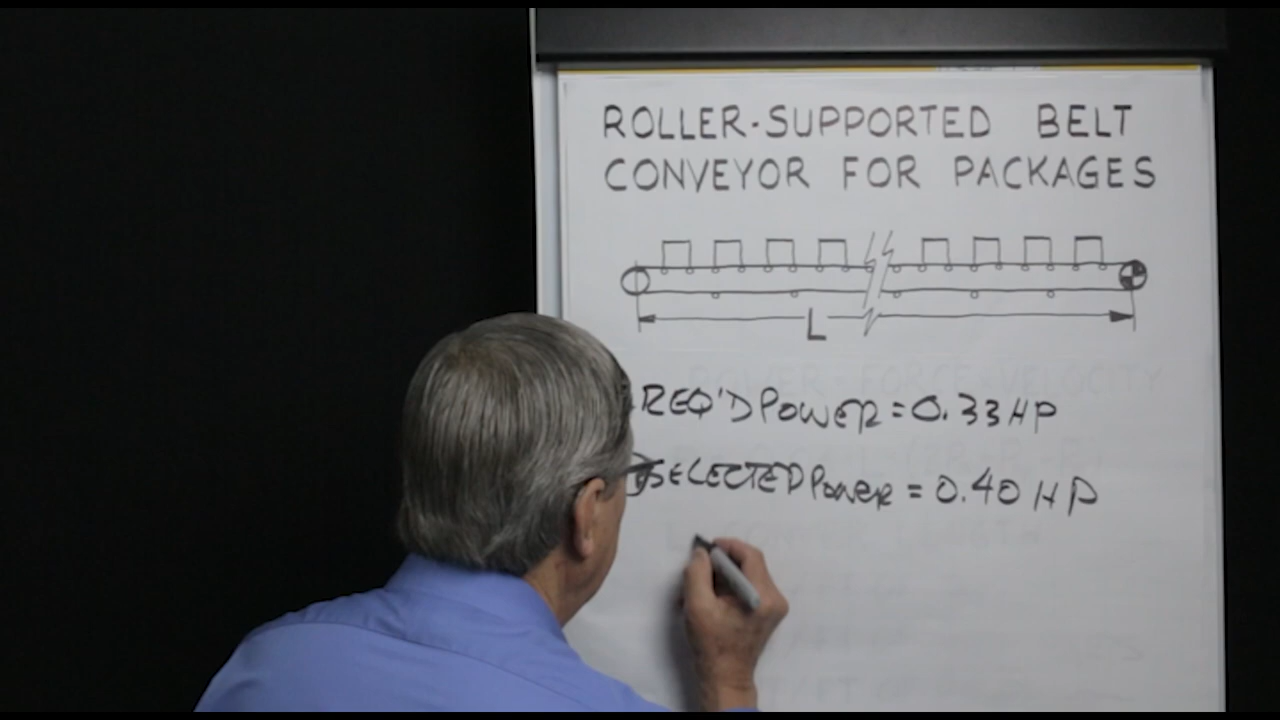 ROLLER-SUPPORTED BELT
CONVEYOR FOR PACKAGES
L
REQ'D POWER = 0.33 HP
SELECTED POWER = 0.40 HP